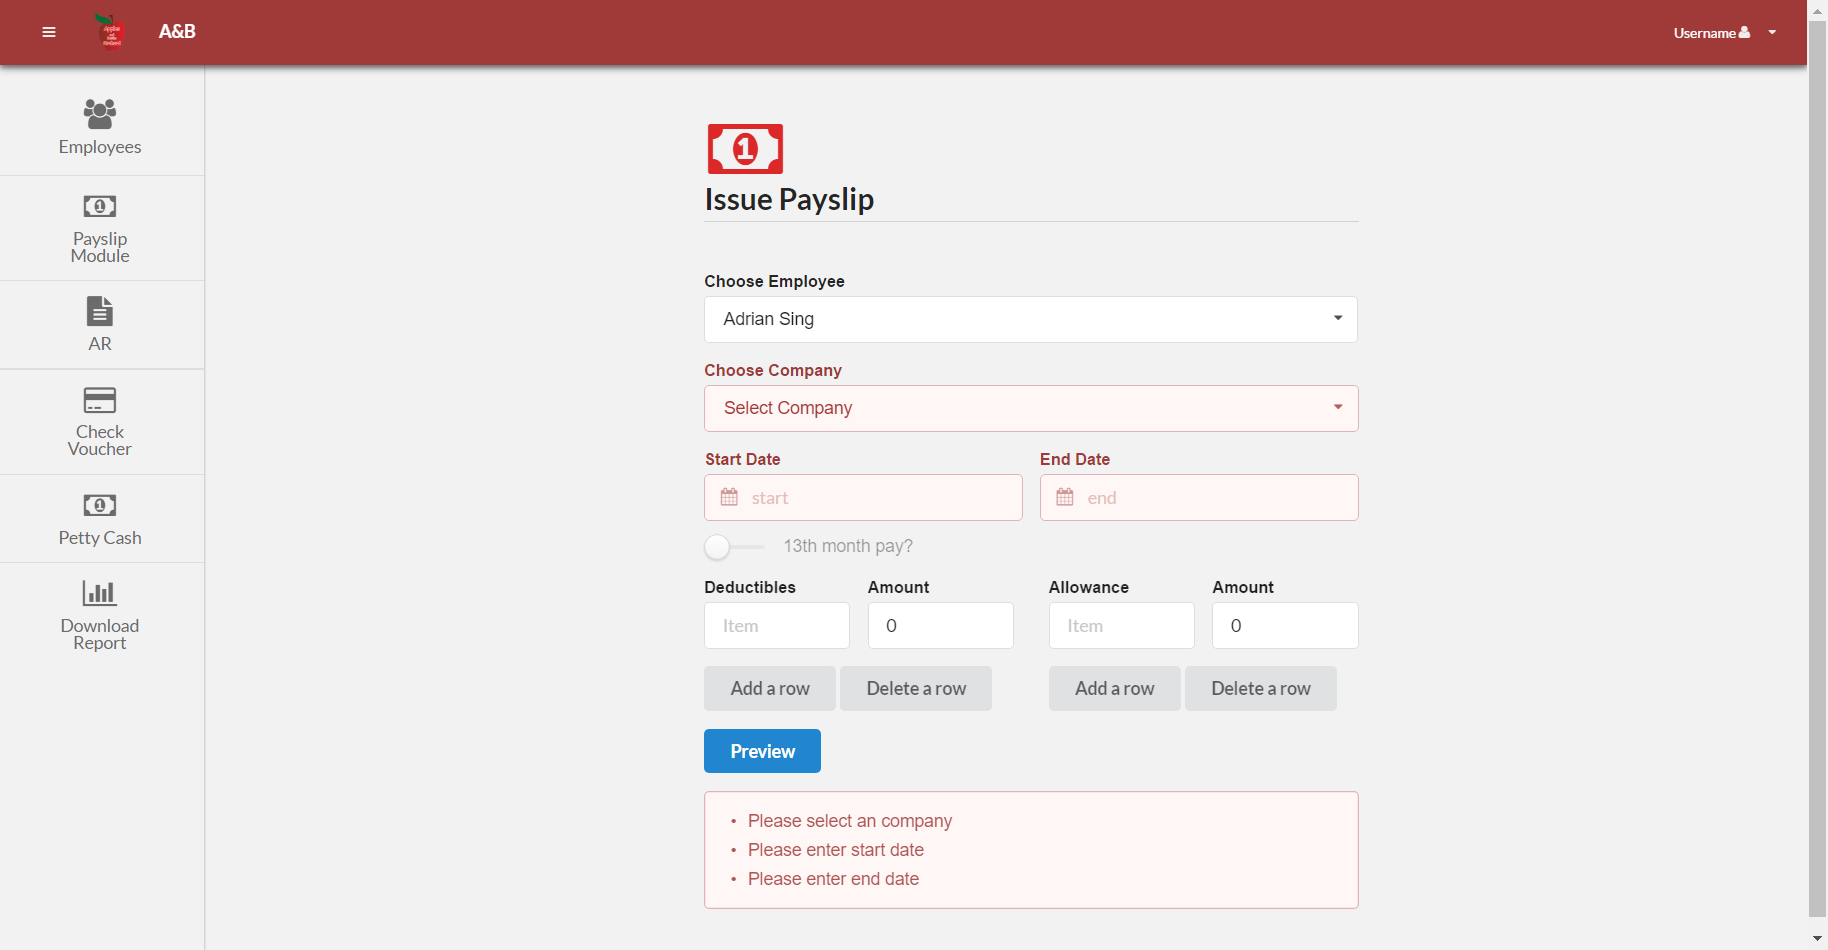 A&B
Username
Employees
Payslip
Module
AR
Check
Voucher
Petty Cash
Download
Report
Issue Payslip
Choose Employee
Adrian Sing
Choose Company
Select Company
Start Date End Date
start end
13th month pay?
Deductibles Amount Allowance Amount
Item 0 Item 0
Add a row Delete a row Add a row Delete a row
Preview
• Please select an company
• Please enter start date
• Please enter end date